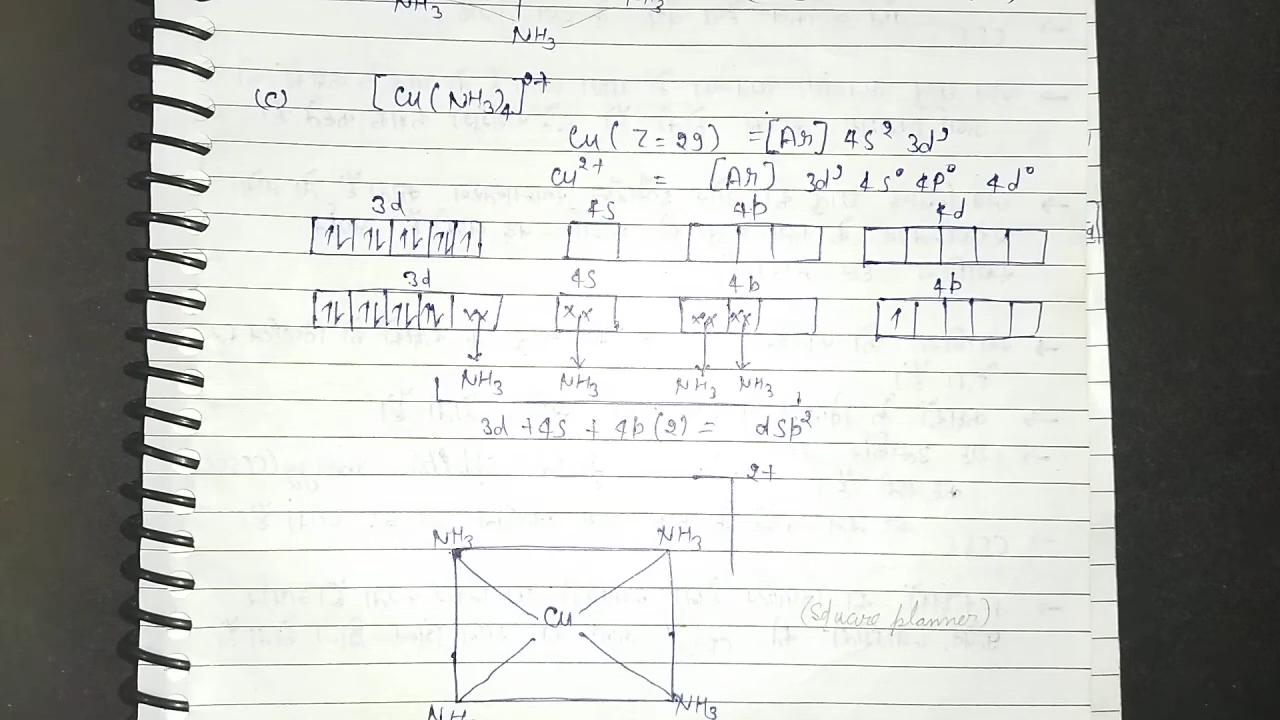 NH3 NH3
NH3
(C) [Cu(NH3)4]2+
Cu(Z=29) =[Ar] 4s2 3d9
Cu2+ = [Ar] 3d9 4s0 4p0 4d0
3d 4s 4p 4d
3d 4s 4p 4p
NH3 NH3 NH3 NH3
3d +4s + 4p(2) = dsp2
2+
NH3 NH3
Cu
(Square planner)
NH3 NH3